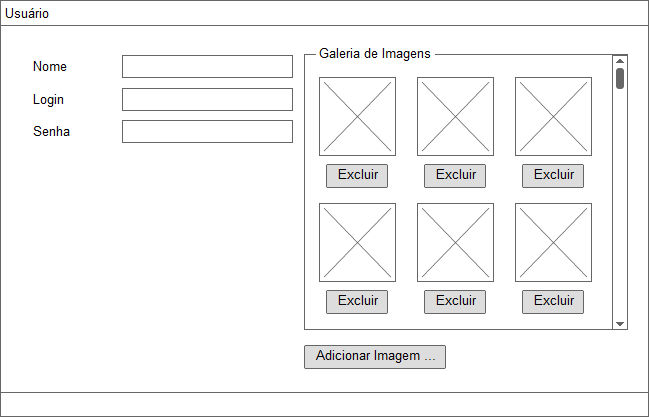 Usuário
Nome
Login
Senha
Galeria de Imagens
Excluir
Excluir
Excluir
Excluir
Excluir
Excluir
Adicionar Imagem ...